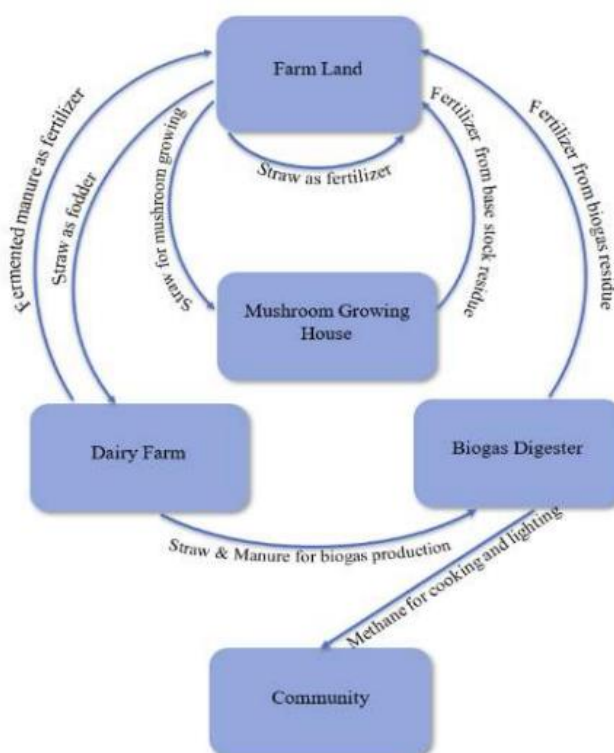 Farm Land
Fermented manure as fertilizer
Straw as fodder
Straw for mushroom growing
Straw as fertilizer
Fertilizer from base stock residue
Fertilizer from biogas residue
Mushroom Growing
House
Dairy Farm
Biogas Digester
Straw & Manure for biogas production
Methane for cooking and lighting
Community